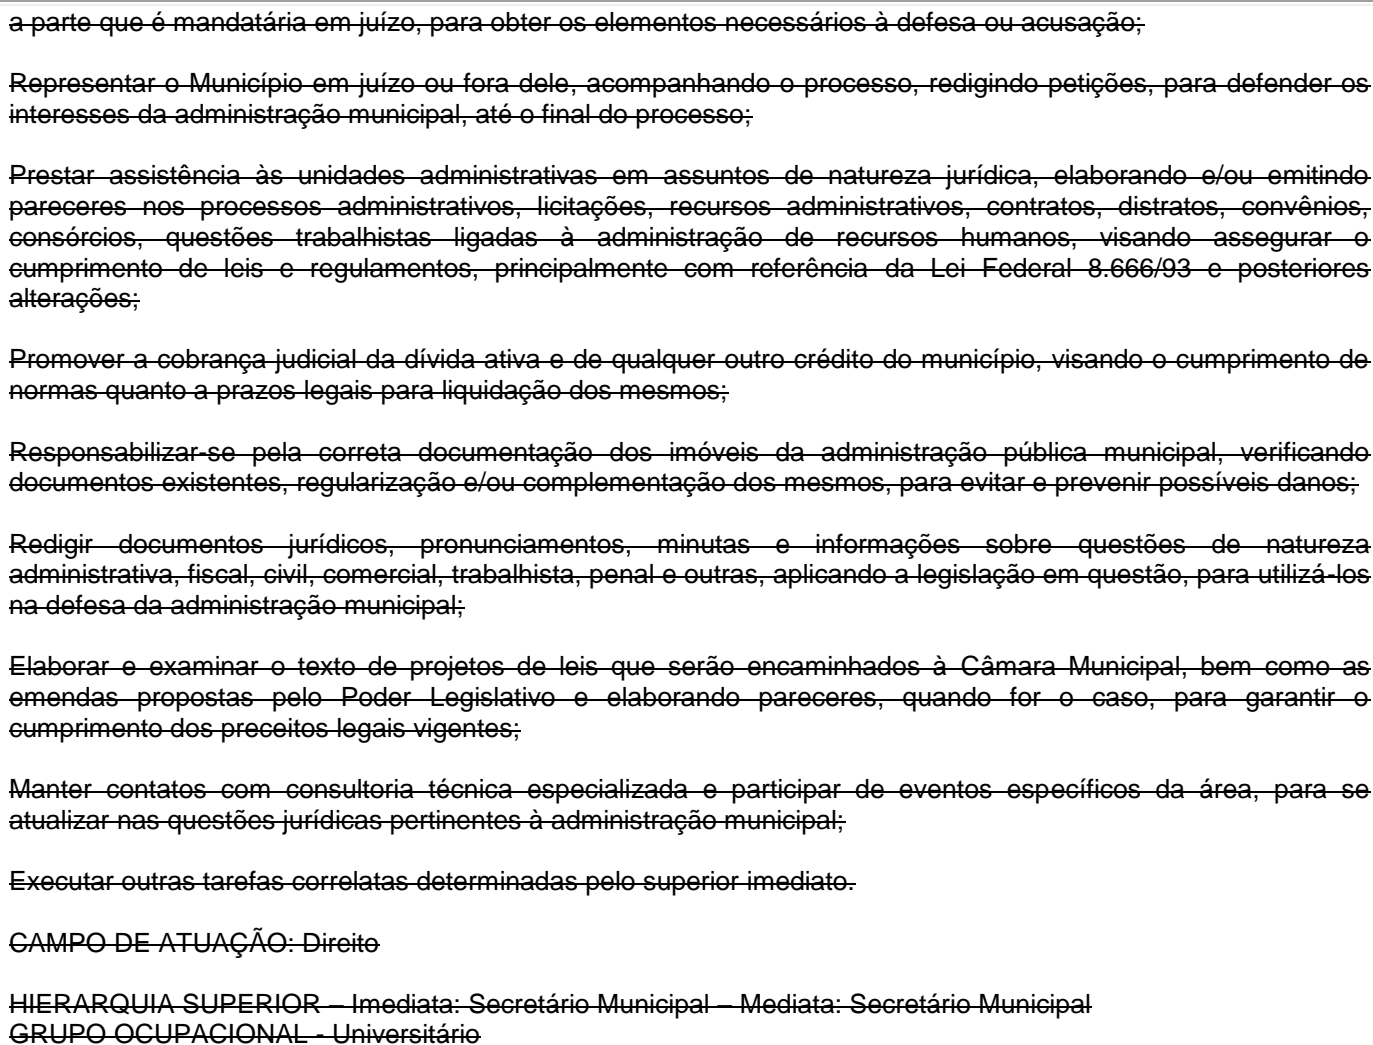 a parte que é mandatária em juízo, para obter os elementos necessários à defesa ou acusação;
Representar o Município em juízo ou fora dele, acompanhando o processo, redigindo petições, para defender os
interesses da administração municipal, até o final do processo;
Prestar assistência às unidades administrativas em assuntos de natureza jurídica, elaborando e/ou emitindo
pareceres nos processos administrativos, licitações, recursos administrativos, contratos, distratos, convênios,
consórcios, questões trabalhistas ligadas à administração de recursos humanos, visando assegurar o
cumprimento de leis e regulamentos, principalmente com referência da Lei Federal 8.666/93 e posteriores
alterações;
Promover a cobrança judicial da dívida ativa e de qualquer outro crédito do município, visando o cumprimento de
normas quanto a prazos legais para liquidação dos mesmos;
Responsabilizar-se pela correta documentação dos imóveis da administração pública municipal, verificando
documentos existentes, regularização e/ou complementação dos mesmos, para evitar e prevenir possíveis danos;
Redigir documentos jurídicos, pronunciamentos, minutas e informações sobre questões de natureza
administrativa, fiscal, civil, comercial, trabalhista, penal e outras, aplicando a legislação em questão, para utilizá-los
na defesa da administração municipal;
Elaborar e examinar o texto de projetos de leis que serão encaminhados à Câmara Municipal, bem como as
emendas propostas pelo Poder Legislativo e elaborando pareceres, quando for o caso, para garantir o
cumprimento dos preceitos legais vigentes;
Manter contatos com consultoria técnica especializada e participar de eventos específicos da área, para se
atualizar nas questões jurídicas pertinentes à administração municipal;
Executar outras tarefas correlatas determinadas pelo superior imediato.
CAMPO DE ATUAÇÃO: Direito
HIERARQUIA SUPERIOR – Imediata: Secretário Municipal – Mediata: Secretário Municipal
GRUPO OCUPACIONAL - Universitário